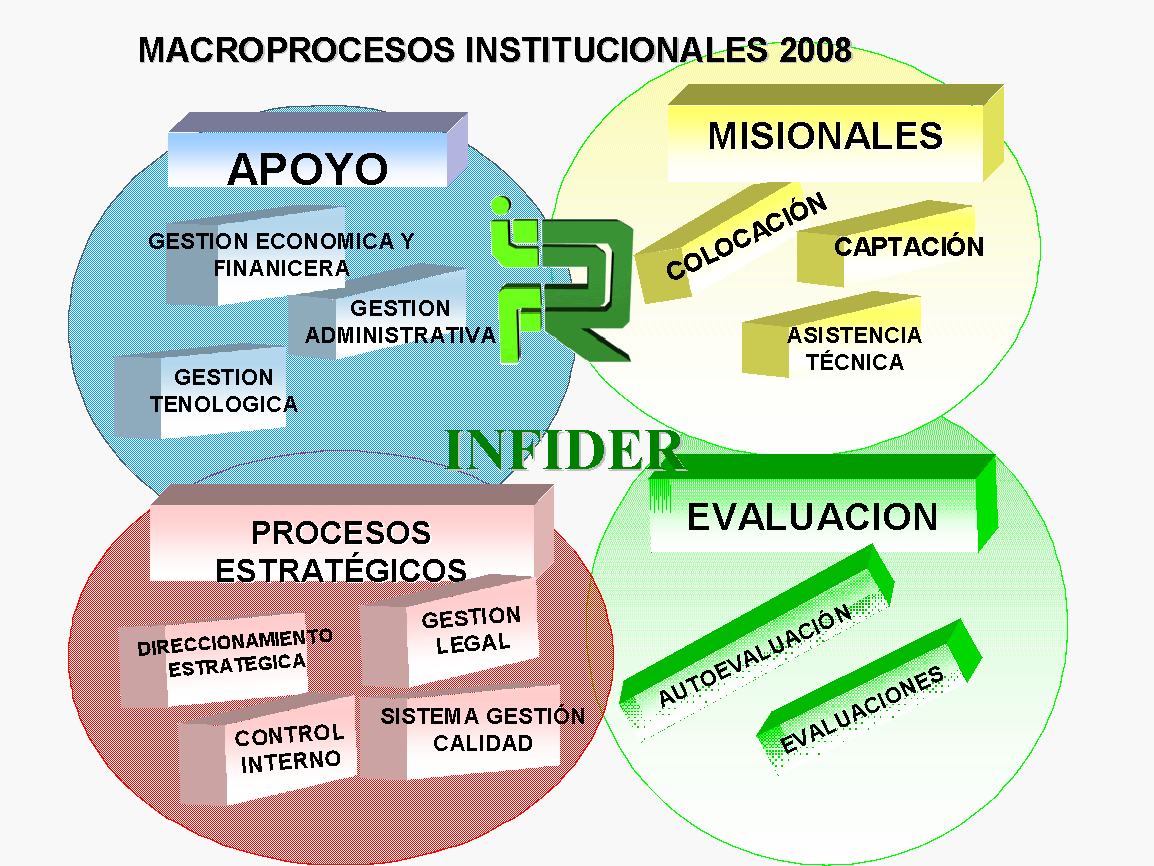 MACROPROCESOS INSTITUCIONALES 2008
APOYO
GESTION ECONOMICA Y
FINANICERA
GESTION
ADMINISTRATIVA
GESTION
TENOLOGICA
MISIONALES
COLOCACIÓN
CAPTACIÓN
ASISTENCIA
TÉCNICA
INFIDER
PROCESOS
ESTRATÉGICOS
DIRECCIONAMIENTO
ESTRATEGICA
GESTION
LEGAL
CONTROL
INTERNO
SISTEMA GESTIÓN
CALIDAD
EVALUACION
AUTOEVALUACIÓN
EVALUACIONES